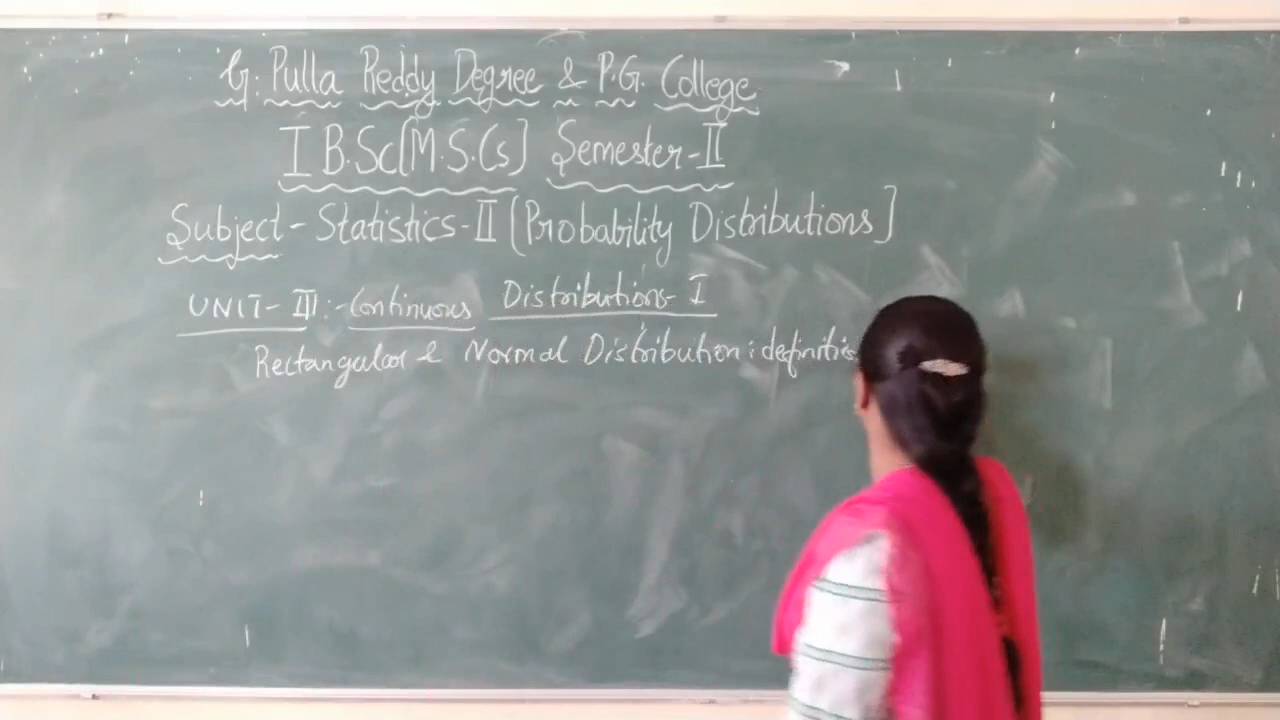 G. Pulla Reddy Degree & P.G. College
I B.Sc[M.S.Cs] Semester-II
Subject - Statistics-II [Probability Distributions]
UNIT-III:- Continuous Distributions-I
Rectangular & Normal Distribution: definition